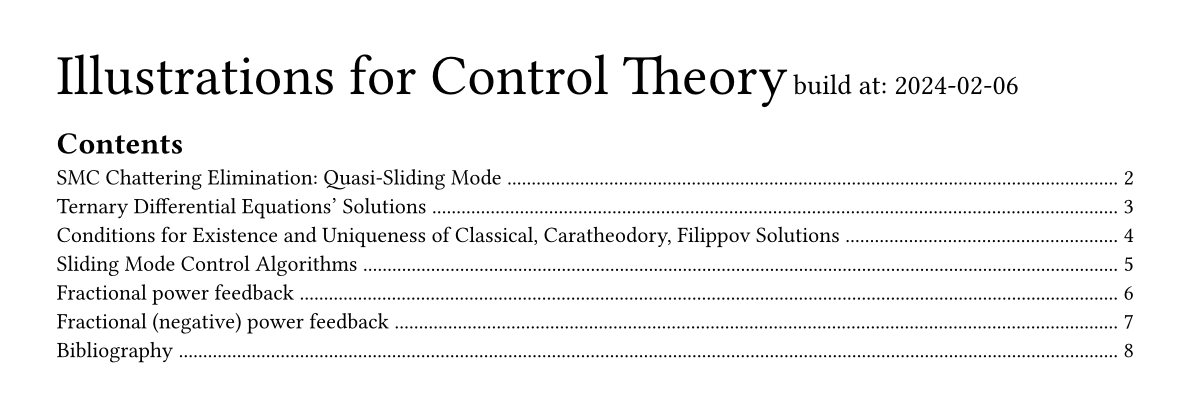 Illustrations for Control Theory build at: 2024-02-06
Contents
SMC Chattering Elimination: Quasi-Sliding Mode ........ 2
Ternary Differential Equations’ Solutions ........ 3
Conditions for Existence and Uniqueness of Classical, Caratheodory, Filippov Solutions ........ 4
Sliding Mode Control Algorithms ........ 5
Fractional power feedback ........ 6
Fractional (negative) power feedback ........ 7
Bibliography ........ 8